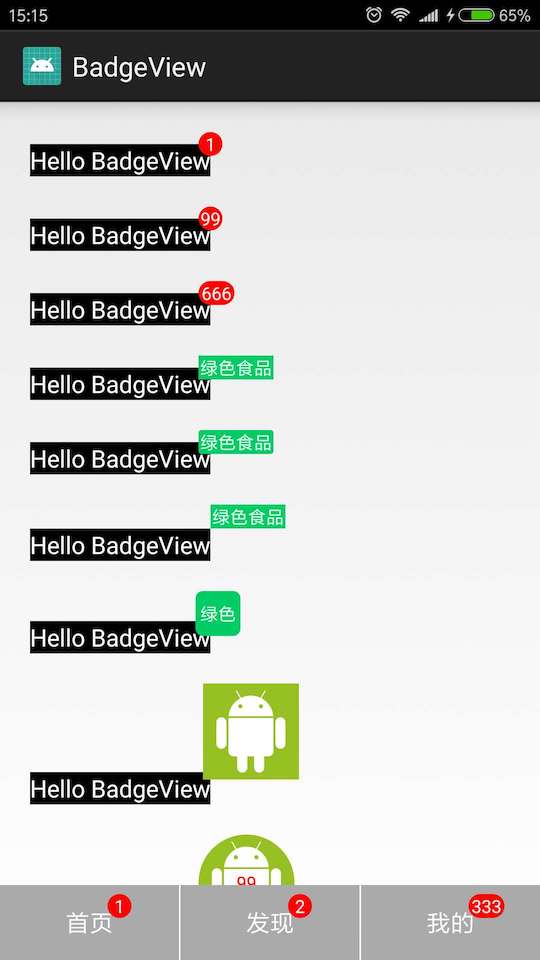 15:15 65%
BadgeView
1
Hello BadgeView
99
Hello BadgeView
666
Hello BadgeView
绿色食品
Hello BadgeView
绿色食品
Hello BadgeView
绿色食品
Hello BadgeView
绿色
Hello BadgeView
Hello BadgeView
99
首页 1 发现 2 我的 333